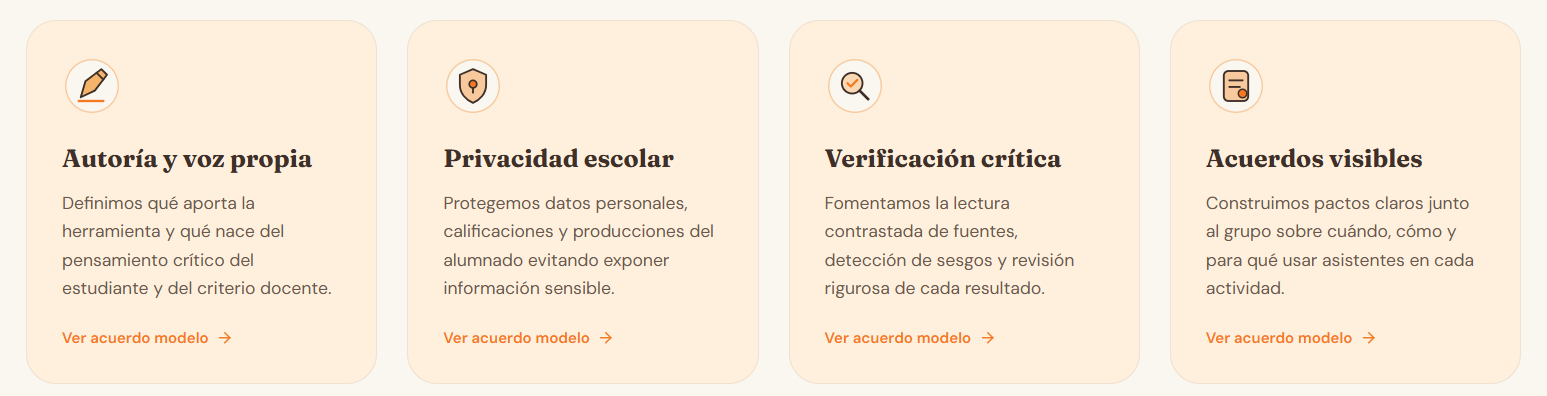 Autoría y voz propia
Definimos qué aporta la
herramienta y qué nace del
pensamiento crítico del
estudiante y del criterio docente.
Ver acuerdo modelo →
Privacidad escolar
Protegemos datos personales,
calificaciones y producciones del
alumnado evitando exponer
información sensible.
Ver acuerdo modelo →
Verificación crítica
Fomentamos la lectura
contrastada de fuentes,
detección de sesgos y revisión
rigurosa de cada resultado.
Ver acuerdo modelo →
Acuerdos visibles
Construimos pactos claros junto
al grupo sobre cuándo, cómo y
para qué usar asistentes en cada
actividad.
Ver acuerdo modelo →